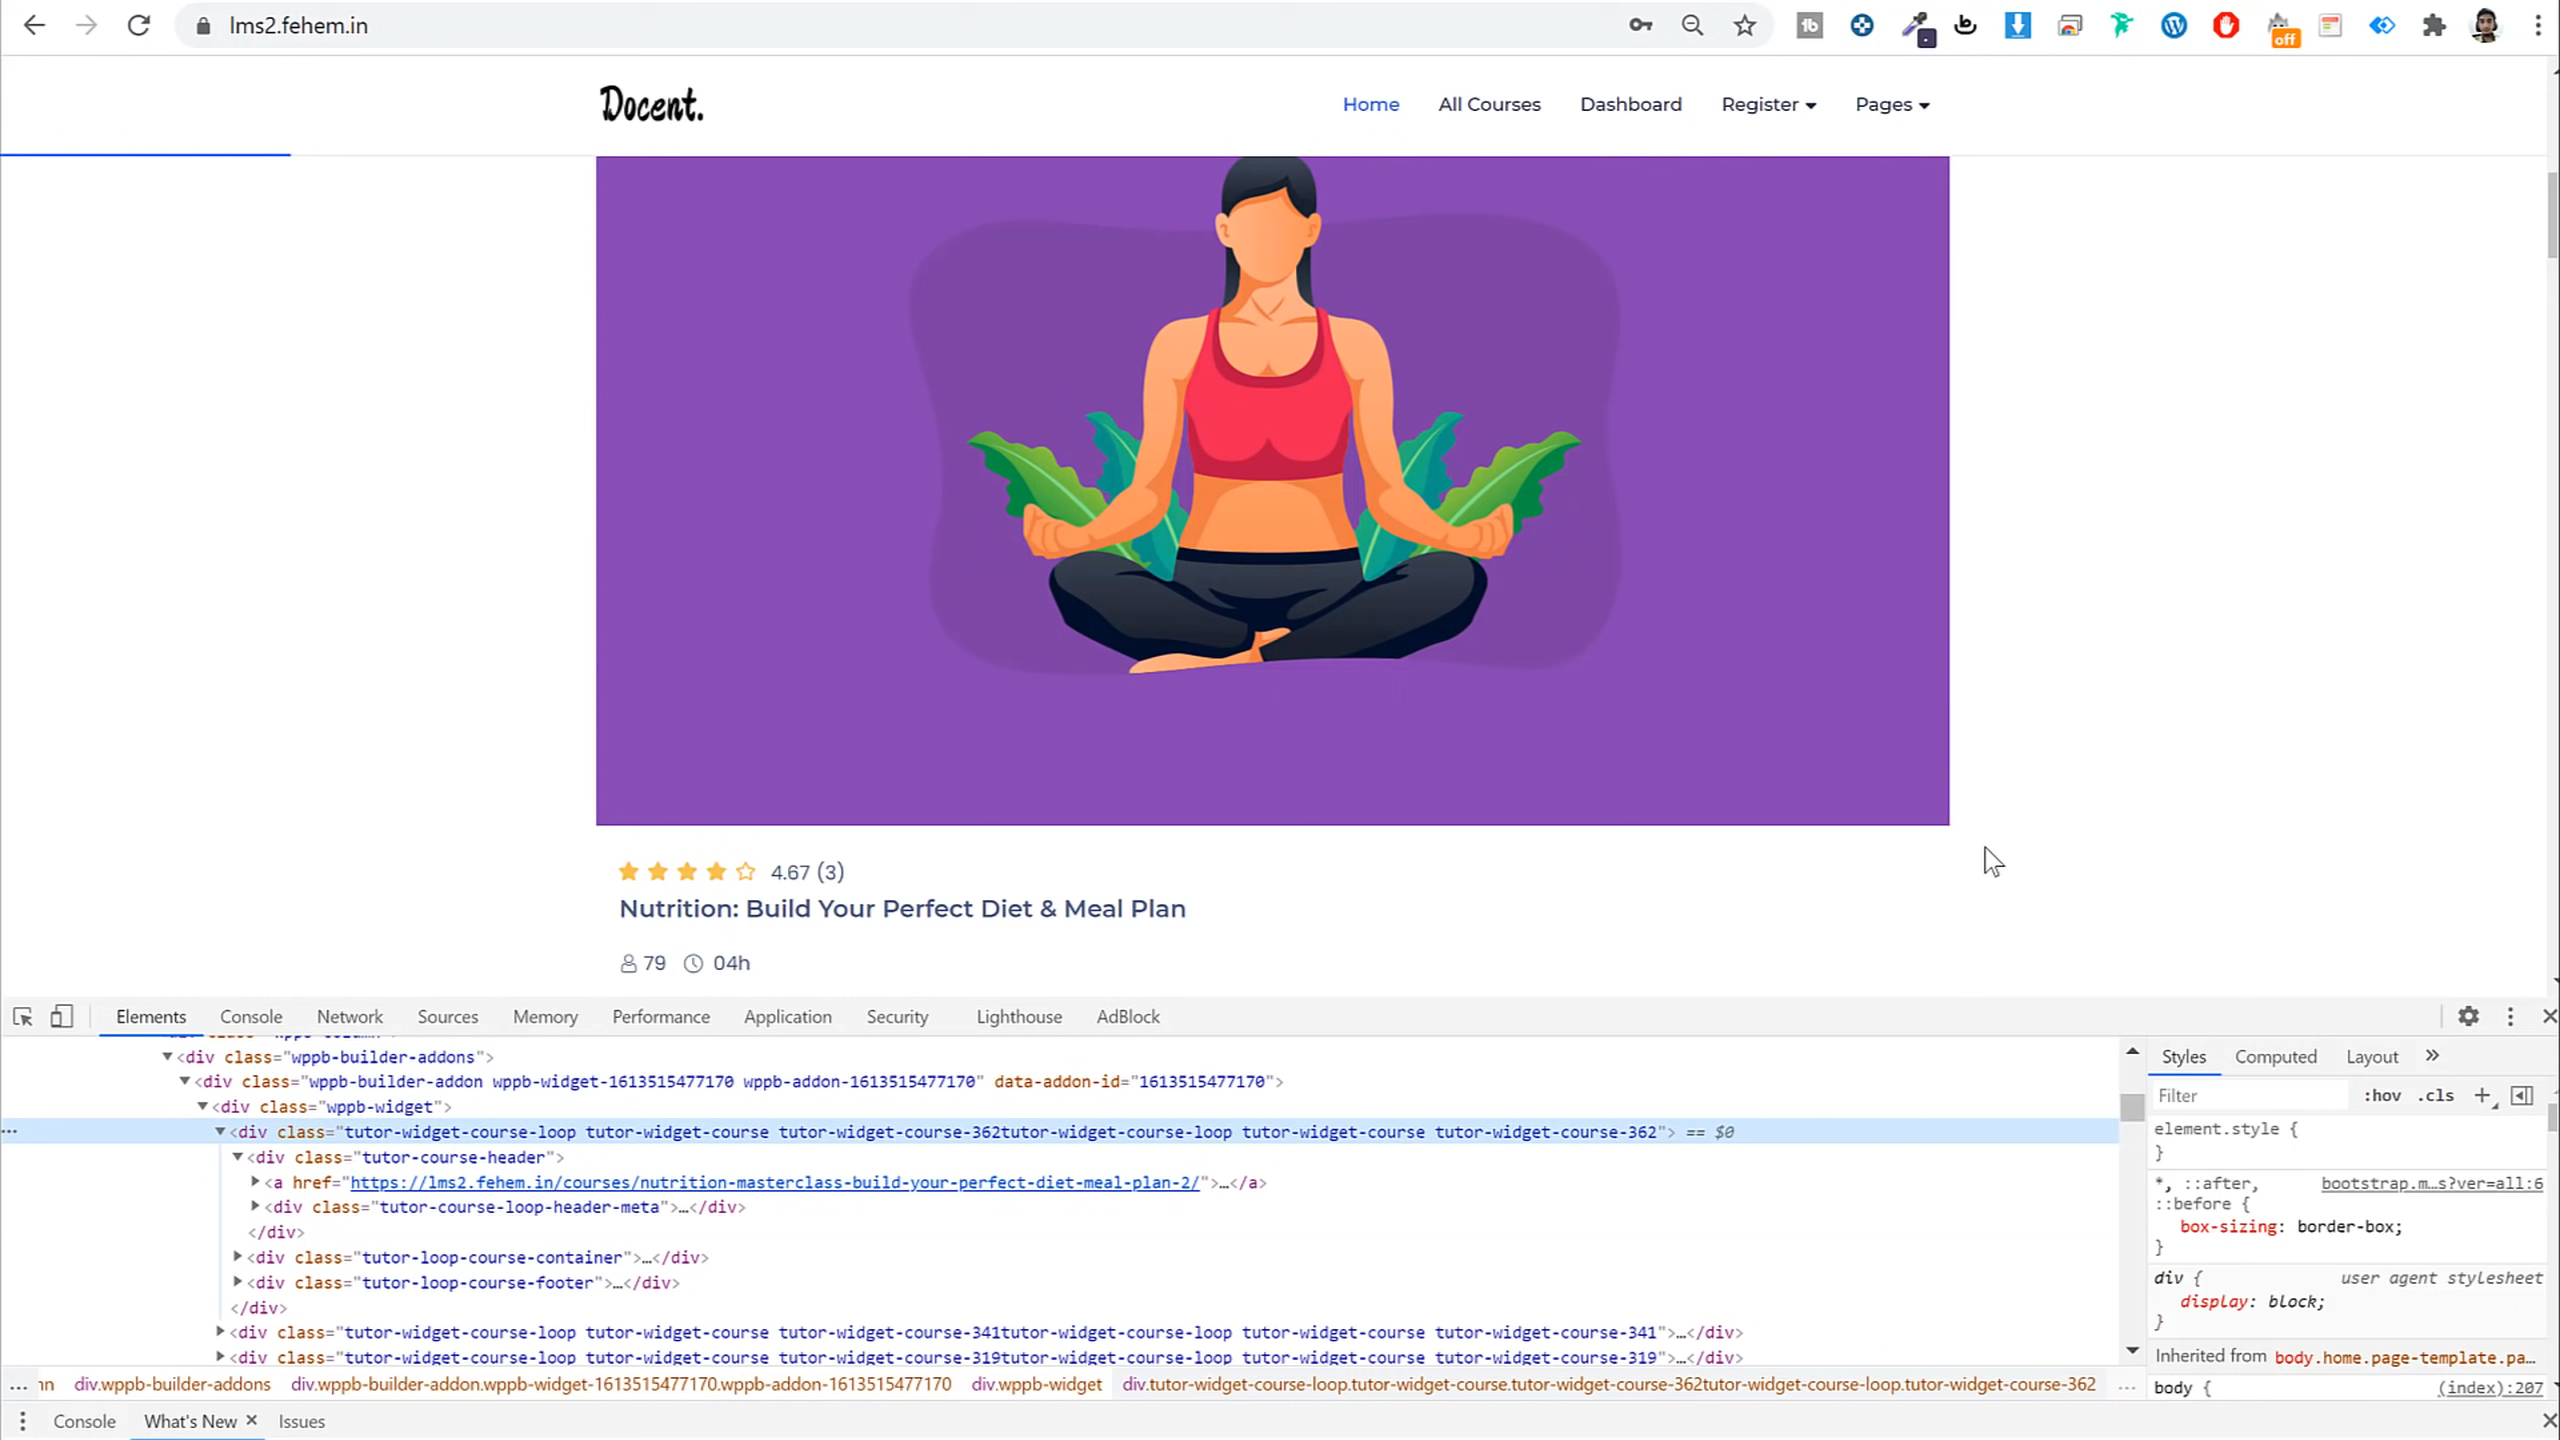 lms2.fehem.in
off
Docent.
Home All Courses Dashboard Register Pages
4.67 (3)
Nutrition: Build Your Perfect Diet & Meal Plan
79 04h
Elements Console Network Sources Memory Performance Application Security Lighthouse AdBlock
<div class="wppb-builder-addons">
<div class="wppb-builder-addon wppb-widget-1613515477170 wppb-addon-1613515477170" data-addon-id="1613515477170">
<div class="wppb-widget">
<div class="tutor-widget-course-loop tutor-widget-course tutor-widget-course-362tutor-widget-course-loop tutor-widget-course tutor-widget-course-362"> == $0
<div class="tutor-course-header">
<a href="https://lms2.fehem.in/courses/nutrition-masterclass-build-your-perfect-diet-meal-plan-2/">…</a>
<div class="tutor-course-loop-header-meta">…</div>
</div>
<div class="tutor-loop-course-container">…</div>
<div class="tutor-loop-course-footer">…</div>
</div>
<div class="tutor-widget-course-loop tutor-widget-course tutor-widget-course-341tutor-widget-course-loop tutor-widget-course tutor-widget-course-341">…</div>
<div class="tutor-widget-course-loop tutor-widget-course tutor-widget-course-319tutor-widget-course-loop tutor-widget-course tutor-widget-course-319">…</div>
... div.wppb-builder-addons div.wppb-builder-addon.wppb-widget-1613515477170.wppb-addon-1613515477170 div.wppb-widget div.tutor-widget-course-loop.tutor-widget-course.tutor-widget-course-362tutor-widget-course-loop.tutor-widget-course-362 ...
Styles Computed Layout
Filter :hov .cls
element.style {
}
*, ::after, bootstrap.m…s?ver=all:6
::before {
box-sizing: border-box;
}
div { user agent stylesheet
display: block;
}
Inherited from body.home.page-template.pa…
body { (index):207
Console What's New Issues